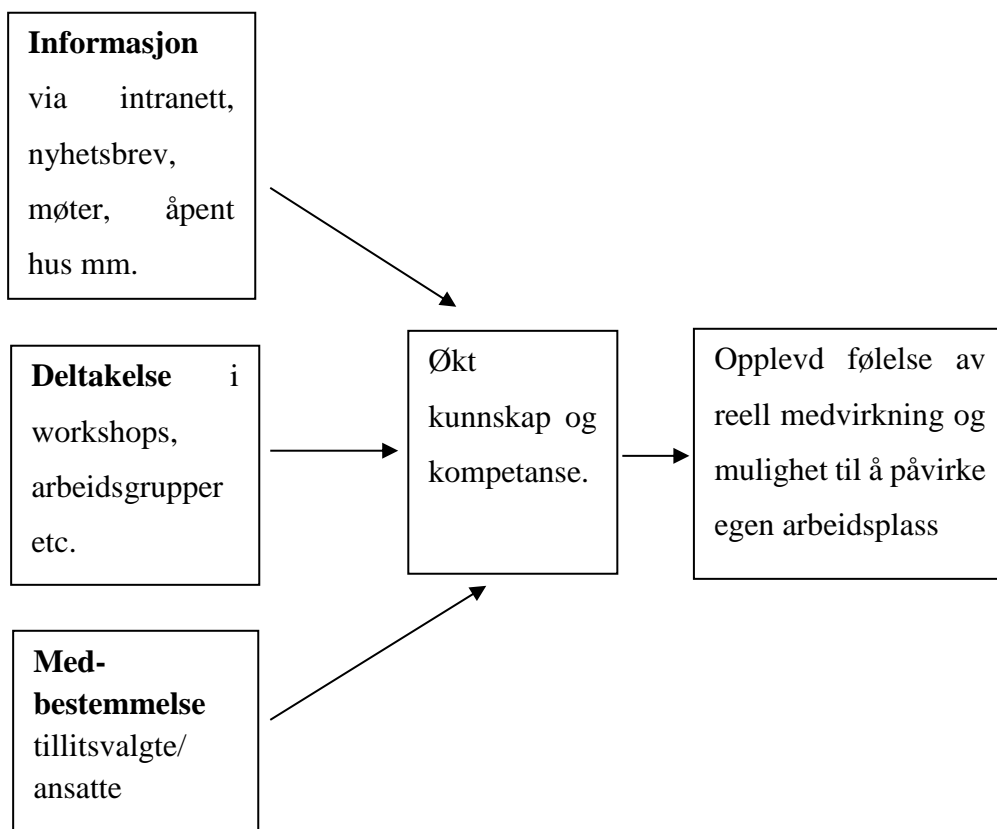 Informasjon
via intranett,
nyhetsbrev,
møter, åpent
hus mm.
Deltakelse i
workshops,
arbeidsgrupper
etc.
Med-
bestemmelse
tillitsvalgte/
ansatte
Økt
kunnskap og
kompetanse.
Opplevd følelse av
reell medvirkning og
mulighet til å påvirke
egen arbeidsplass